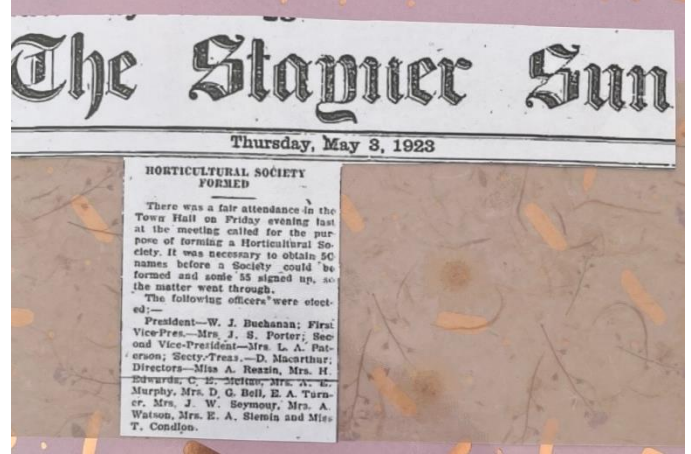 The Stayner Sun
Thursday, May 3, 1923
HORTICULTURAL SOCIETY
FORMED
There was a fair attendance in the
Town Hall on Friday evening last
at the meeting called for the pur-
pose of forming a Horticultural So-
ciety. It was necessary to obtain 50
names before a Society could be
formed and some 55 signed up, so
the matter went through.
The following officers were elect-
ed:—
President—W. J. Buchanan; First
Vice-Pres.—Mrs. J. S. Porter; Sec-
ond Vice-President—Mrs. L. A. Pat-
erson; Secty.-Treas.—D. Macarthur;
Directors—Miss A. Reazin, Mrs. H.
Edwards, C. E. Mrs. A. E.
Murphy, Mrs. D. G. Bell, E. A. Turn-
er, Mrs. J. W. Seymour, Mrs. A.
Watson, Mrs. E. A. Slemin and Miss
T. Condlon.